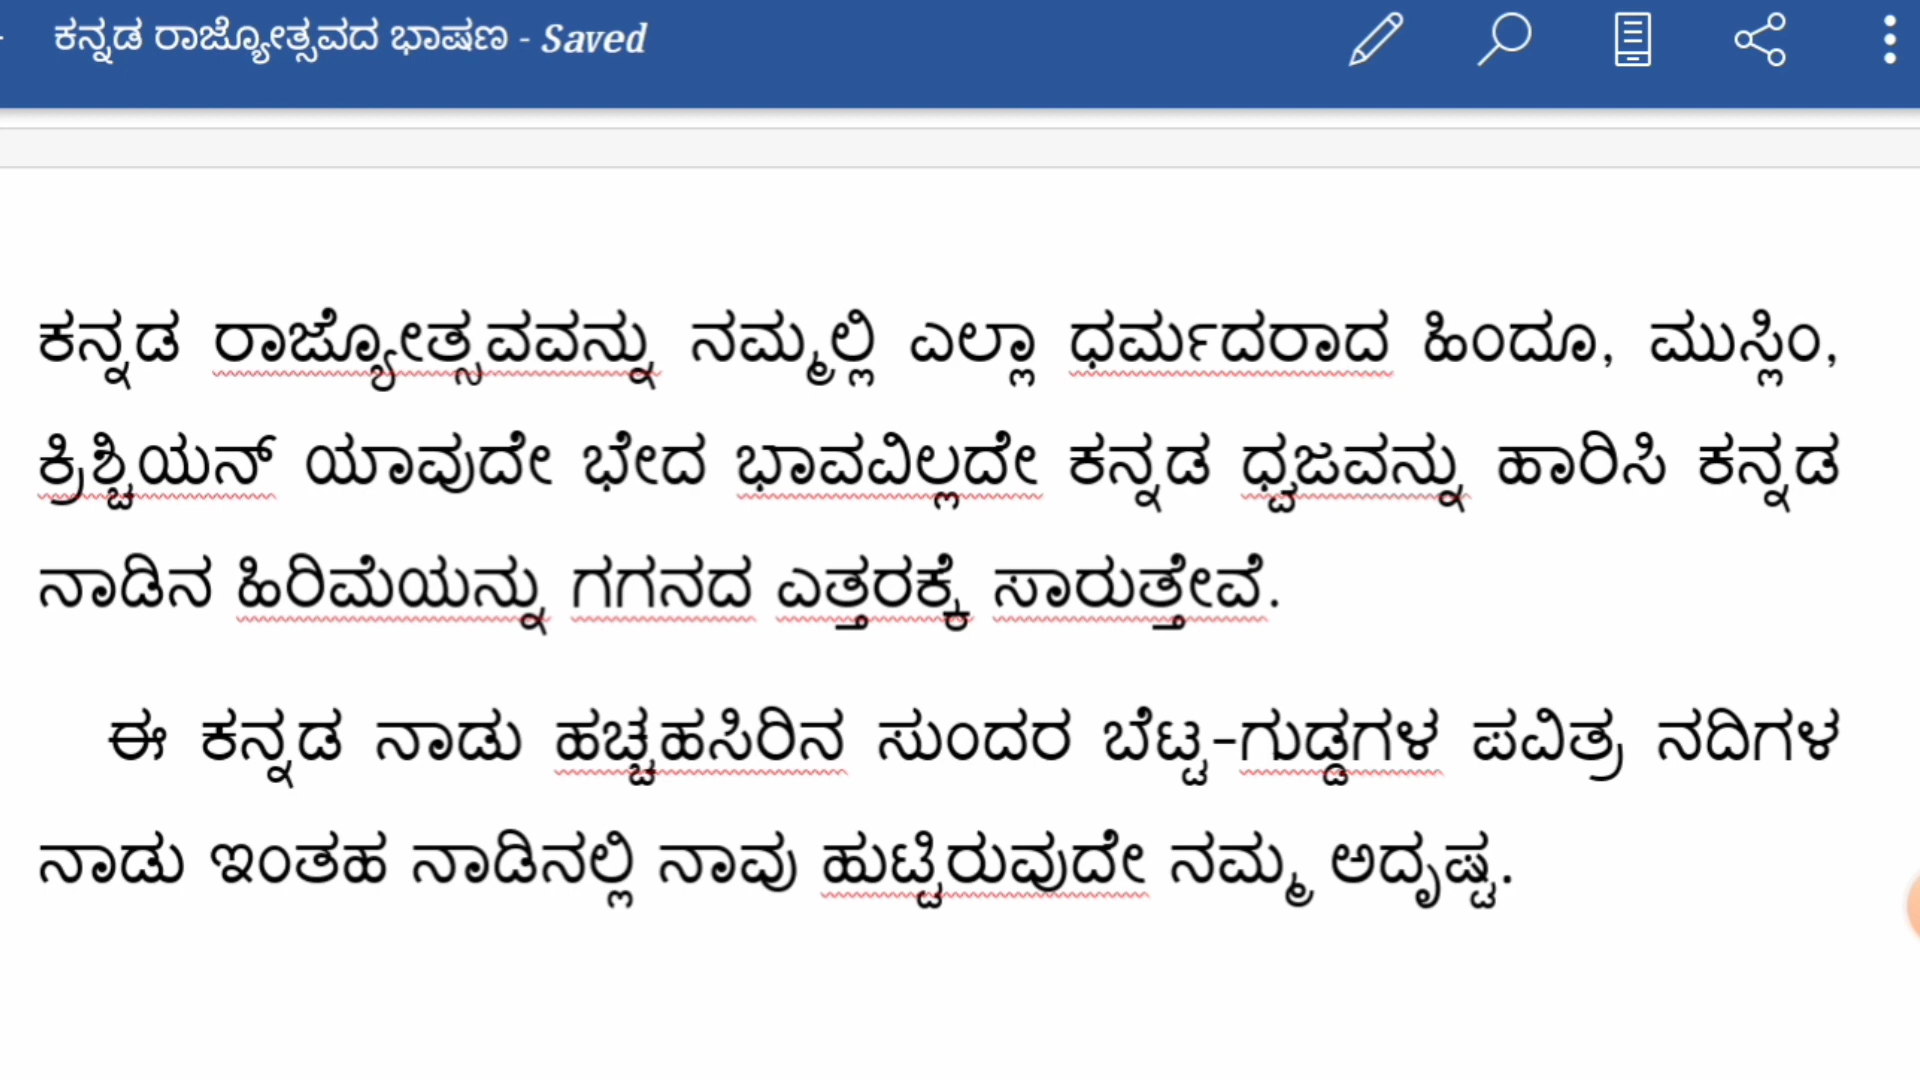 ಕನ್ನಡ ರಾಜ್ಯೋತ್ಸವದ ಭಾಷಣ - Saved
ಕನ್ನಡ ರಾಜ್ಯೋತ್ಸವವನ್ನು ನಮ್ಮಲ್ಲಿ ಎಲ್ಲಾ ಧರ್ಮದರಾದ ಹಿಂದೂ, ಮುಸ್ಲಿಂ,
ಕ್ರಿಶ್ಚಿಯನ್ ಯಾವುದೇ ಭೇದ ಭಾವವಿಲ್ಲದೇ ಕನ್ನಡ ಧ್ವಜವನ್ನು ಹಾರಿಸಿ ಕನ್ನಡ
ನಾಡಿನ ಹಿರಿಮೆಯನ್ನು ಗಗನದ ಎತ್ತರಕ್ಕೆ ಸಾರುತ್ತೇವೆ.
ಈ ಕನ್ನಡ ನಾಡು ಹಚ್ಚಹಸಿರಿನ ಸುಂದರ ಬೆಟ್ಟ-ಗುಡ್ಡಗಳ ಪವಿತ್ರ ನದಿಗಳ
ನಾಡು ಇಂತಹ ನಾಡಿನಲ್ಲಿ ನಾವು ಹುಟ್ಟಿರುವುದೇ ನಮ್ಮ ಅದೃಷ್ಟ.